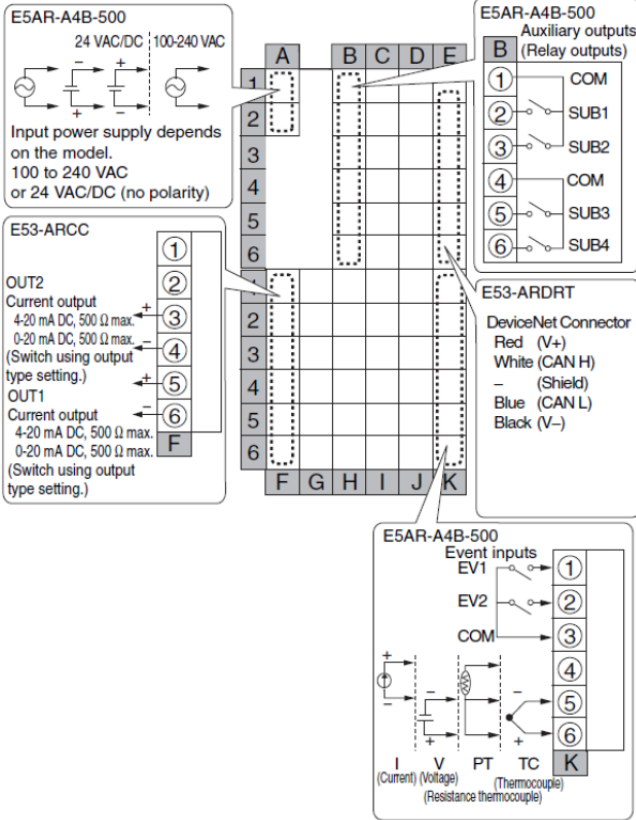 E5AR-A4B-500
24 VAC/DC 100-240 VAC
− +
+ −
Input power supply depends
on the model.
100 to 240 VAC
or 24 VAC/DC (no polarity)
A B C D E
1
2
3
4
5
6
1
2
3
4
5
6
F G H I J K
E5AR-A4B-500
Auxiliary outputs
(Relay outputs)
B
1 COM
2 SUB1
3 SUB2
4 COM
5 SUB3
6 SUB4
E53-ARCC
1
2
3
4
5
6
F
OUT2
Current output
4-20 mA DC, 500 Ω max. +
0-20 mA DC, 500 Ω max. −
(Switch using output
type setting.) +
OUT1
Current output −
4-20 mA DC, 500 Ω max.
0-20 mA DC, 500 Ω max.
(Switch using output
type setting.)
E53-ARDRT
DeviceNet Connector
Red (V+)
White (CAN H)
– (Shield)
Blue (CAN L)
Black (V–)
E5AR-A4B-500
Event inputs
EV1 1
EV2 2
COM 3
4
5
6
+
−
−
+
−
+
I V PT TC K
(Current) (Voltage) (Thermocouple)
(Resistance thermocouple)